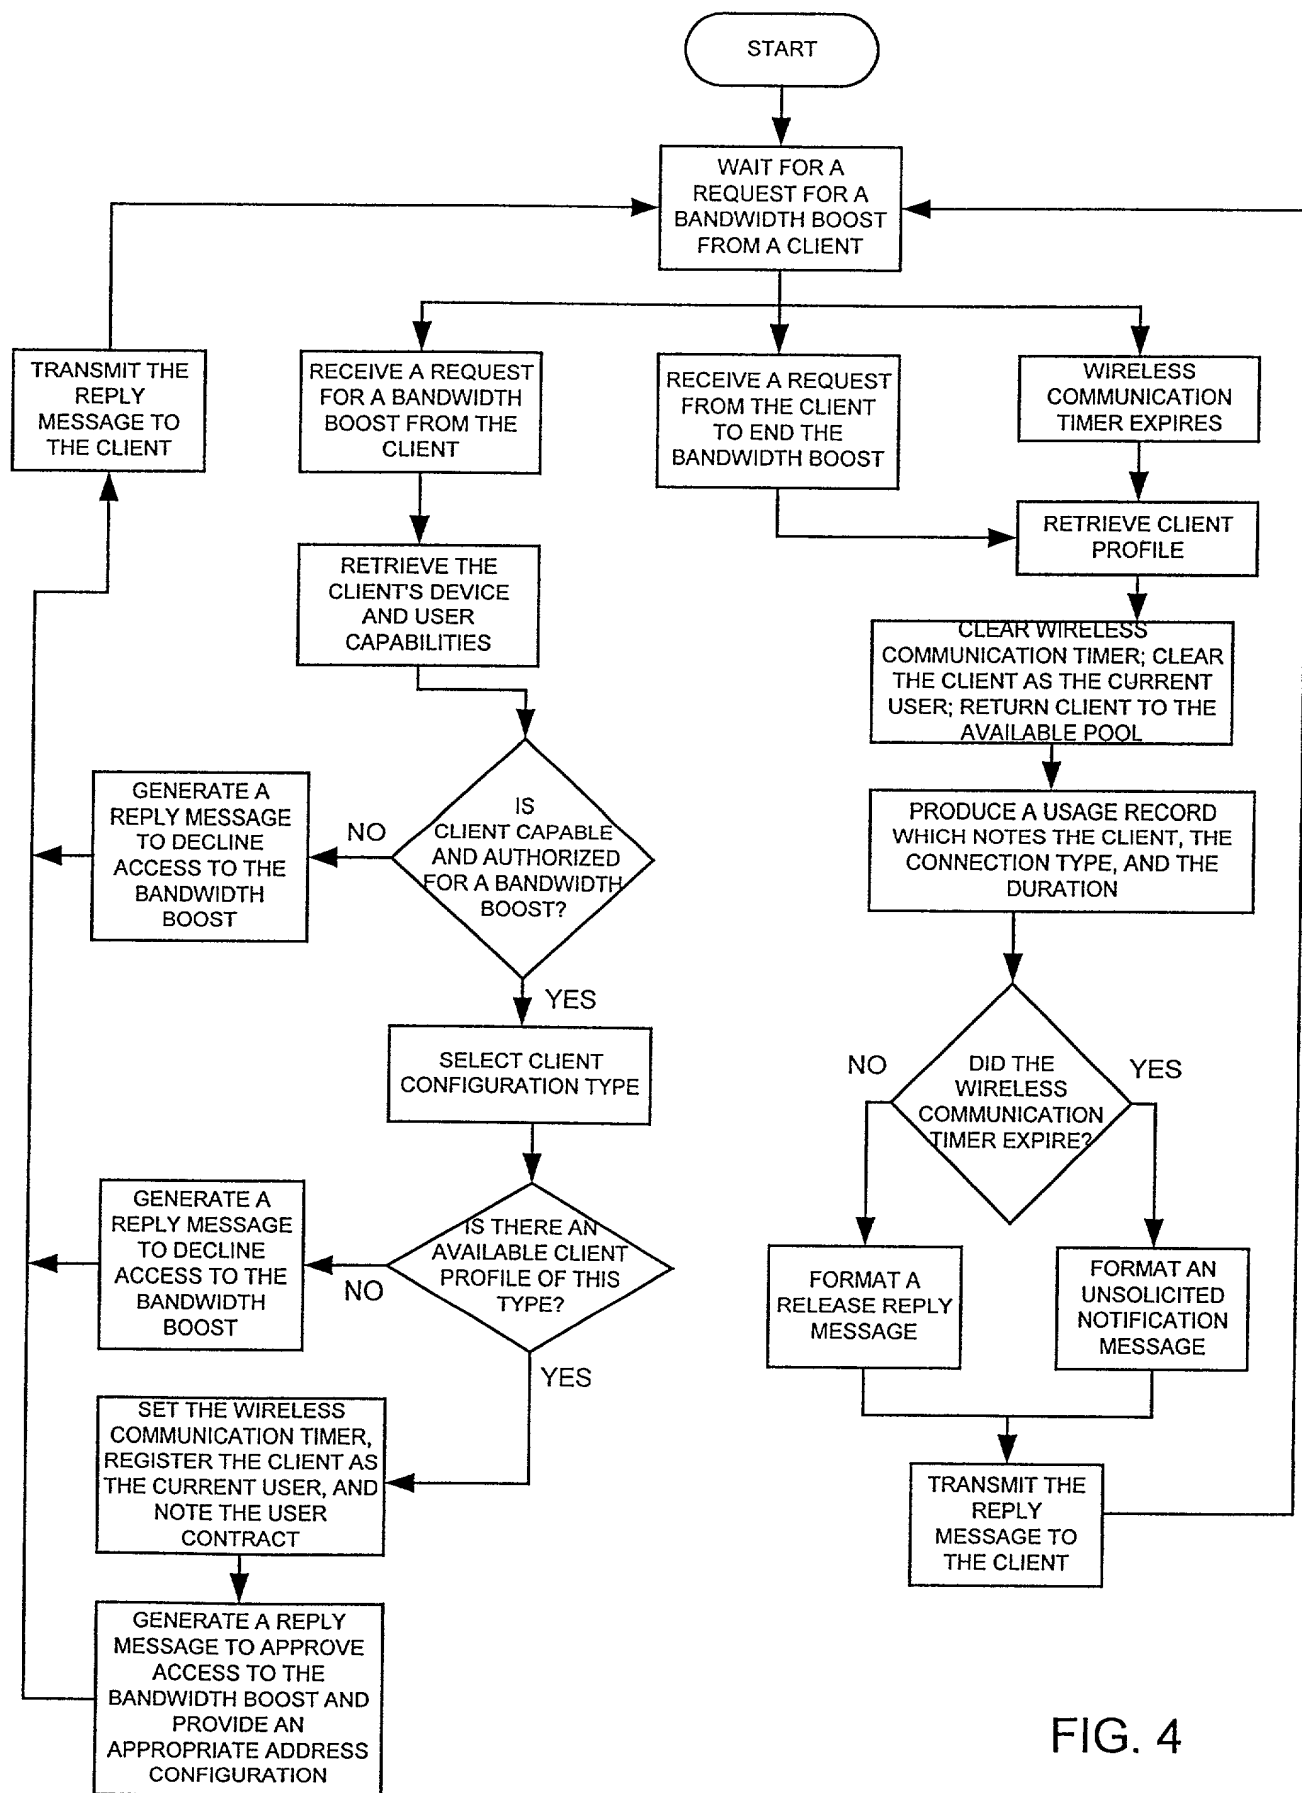 START
WAIT FOR A
REQUEST FOR A
BANDWIDTH BOOST
FROM A CLIENT
TRANSMIT THE
REPLY
MESSAGE TO
THE CLIENT
RECEIVE A REQUEST
FOR A BANDWIDTH
BOOST FROM THE
CLIENT
RECEIVE A REQUEST
FROM THE CLIENT
TO END THE
BANDWIDTH BOOST
WIRELESS
COMMUNICATION
TIMER EXPIRES
RETRIEVE CLIENT
PROFILE
RETRIEVE THE
CLIENT'S DEVICE
AND USER
CAPABILITIES
CLEAR WIRELESS
COMMUNICATION TIMER; CLEAR
THE CLIENT AS THE CURRENT
USER; RETURN CLIENT TO THE
AVAILABLE POOL
GENERATE A
REPLY MESSAGE
TO DECLINE
ACCESS TO THE
BANDWIDTH
BOOST
NO
IS
CLIENT CAPABLE
AND AUTHORIZED
FOR A BANDWIDTH
BOOST?
PRODUCE A USAGE RECORD
WHICH NOTES THE CLIENT, THE
CONNECTION TYPE, AND THE
DURATION
YES
SELECT CLIENT
CONFIGURATION TYPE
NO
DID THE
WIRELESS
COMMUNICATION
TIMER EXPIRE?
YES
GENERATE A
REPLY MESSAGE
TO DECLINE
ACCESS TO THE
BANDWIDTH
BOOST
NO
IS THERE AN
AVAILABLE CLIENT
PROFILE OF THIS
TYPE?
YES
FORMAT A
RELEASE REPLY
MESSAGE
FORMAT AN
UNSOLICITED
NOTIFICATION
MESSAGE
SET THE WIRELESS
COMMUNICATION TIMER,
REGISTER THE CLIENT AS
THE CURRENT USER, AND
NOTE THE USER
CONTRACT
TRANSMIT THE
REPLY
MESSAGE TO
THE CLIENT
GENERATE A REPLY
MESSAGE TO APPROVE
ACCESS TO THE
BANDWIDTH BOOST AND
PROVIDE AN
APPROPRIATE ADDRESS
CONFIGURATION
FIG. 4